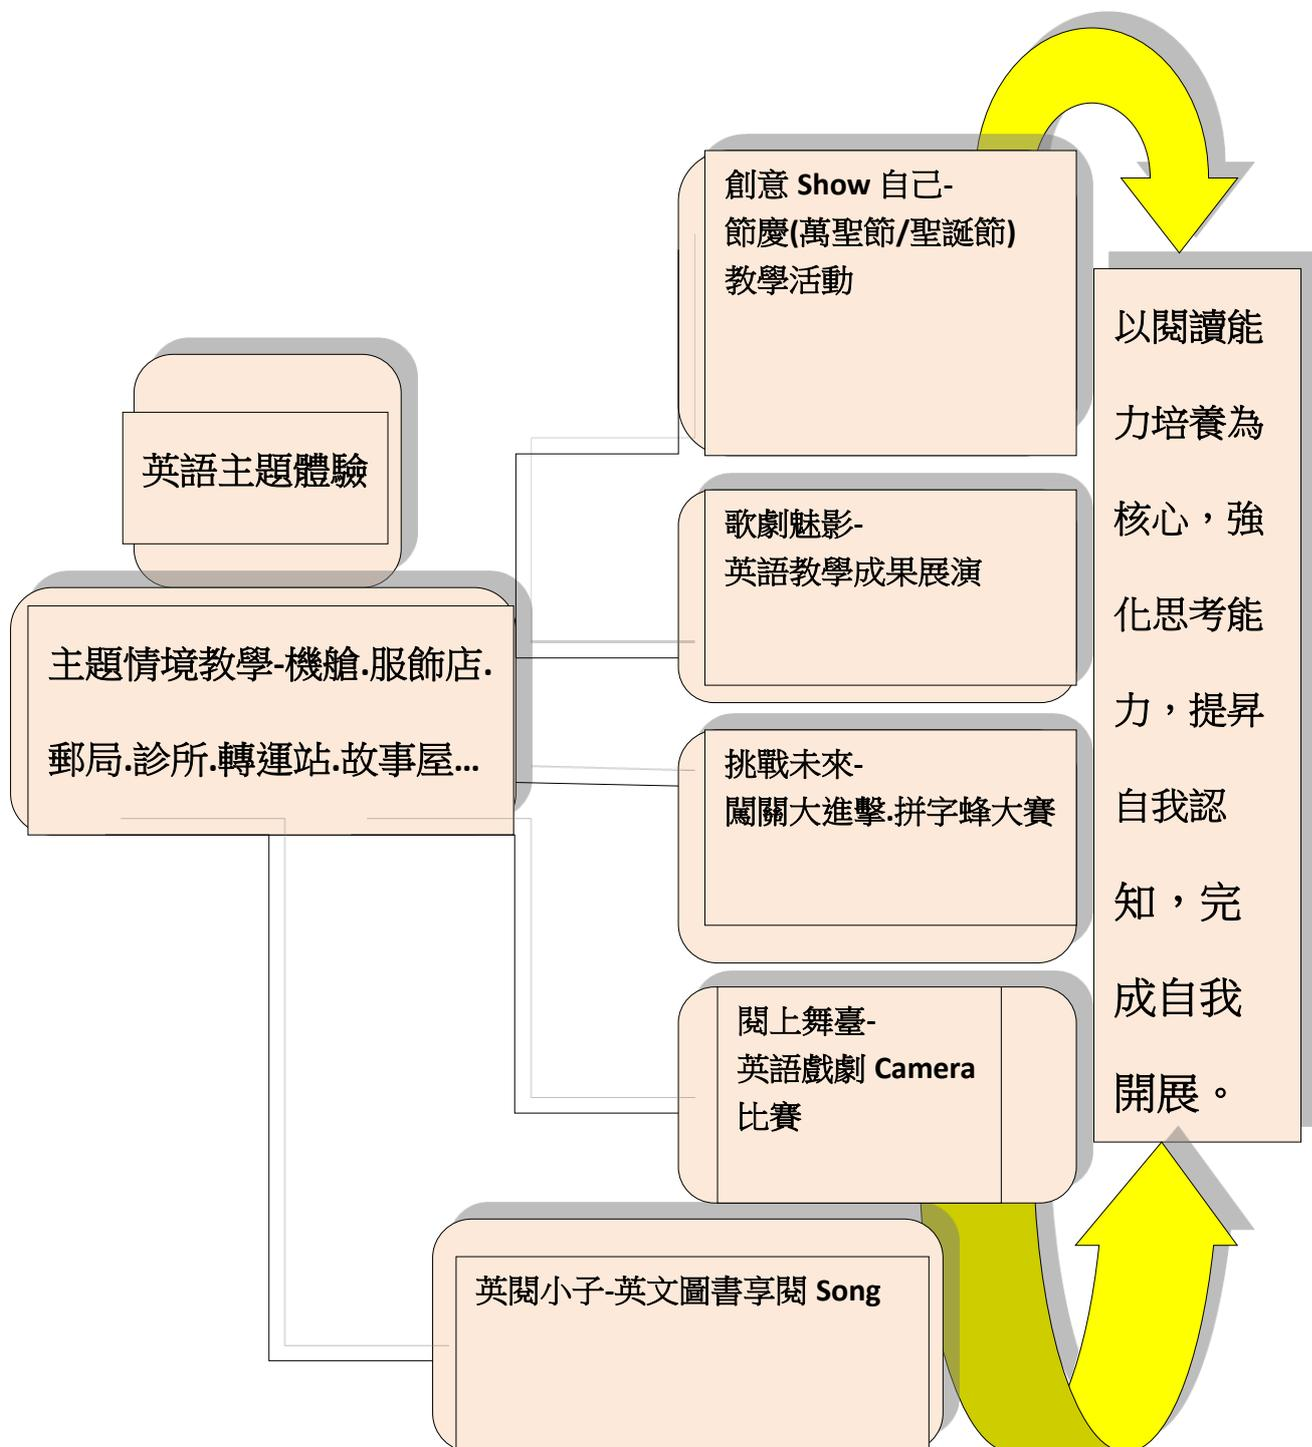 英語主題體驗
主題情境教學-機艙.服飾店.
郵局.診所.轉運站.故事屋...
創意 Show 自己-
節慶(萬聖節/聖誕節)
教學活動
歌劇魅影-
英語教學成果展演
挑戰未來-
闖關大進擊.拼字蜂大賽
閱上舞臺-
英語戲劇 Camera
比賽
英閱小子-英文圖書享閱 Song
以閱讀能
力培養為
核心，強
化思考能
力，提昇
自我認
知，完
成自我
開展。